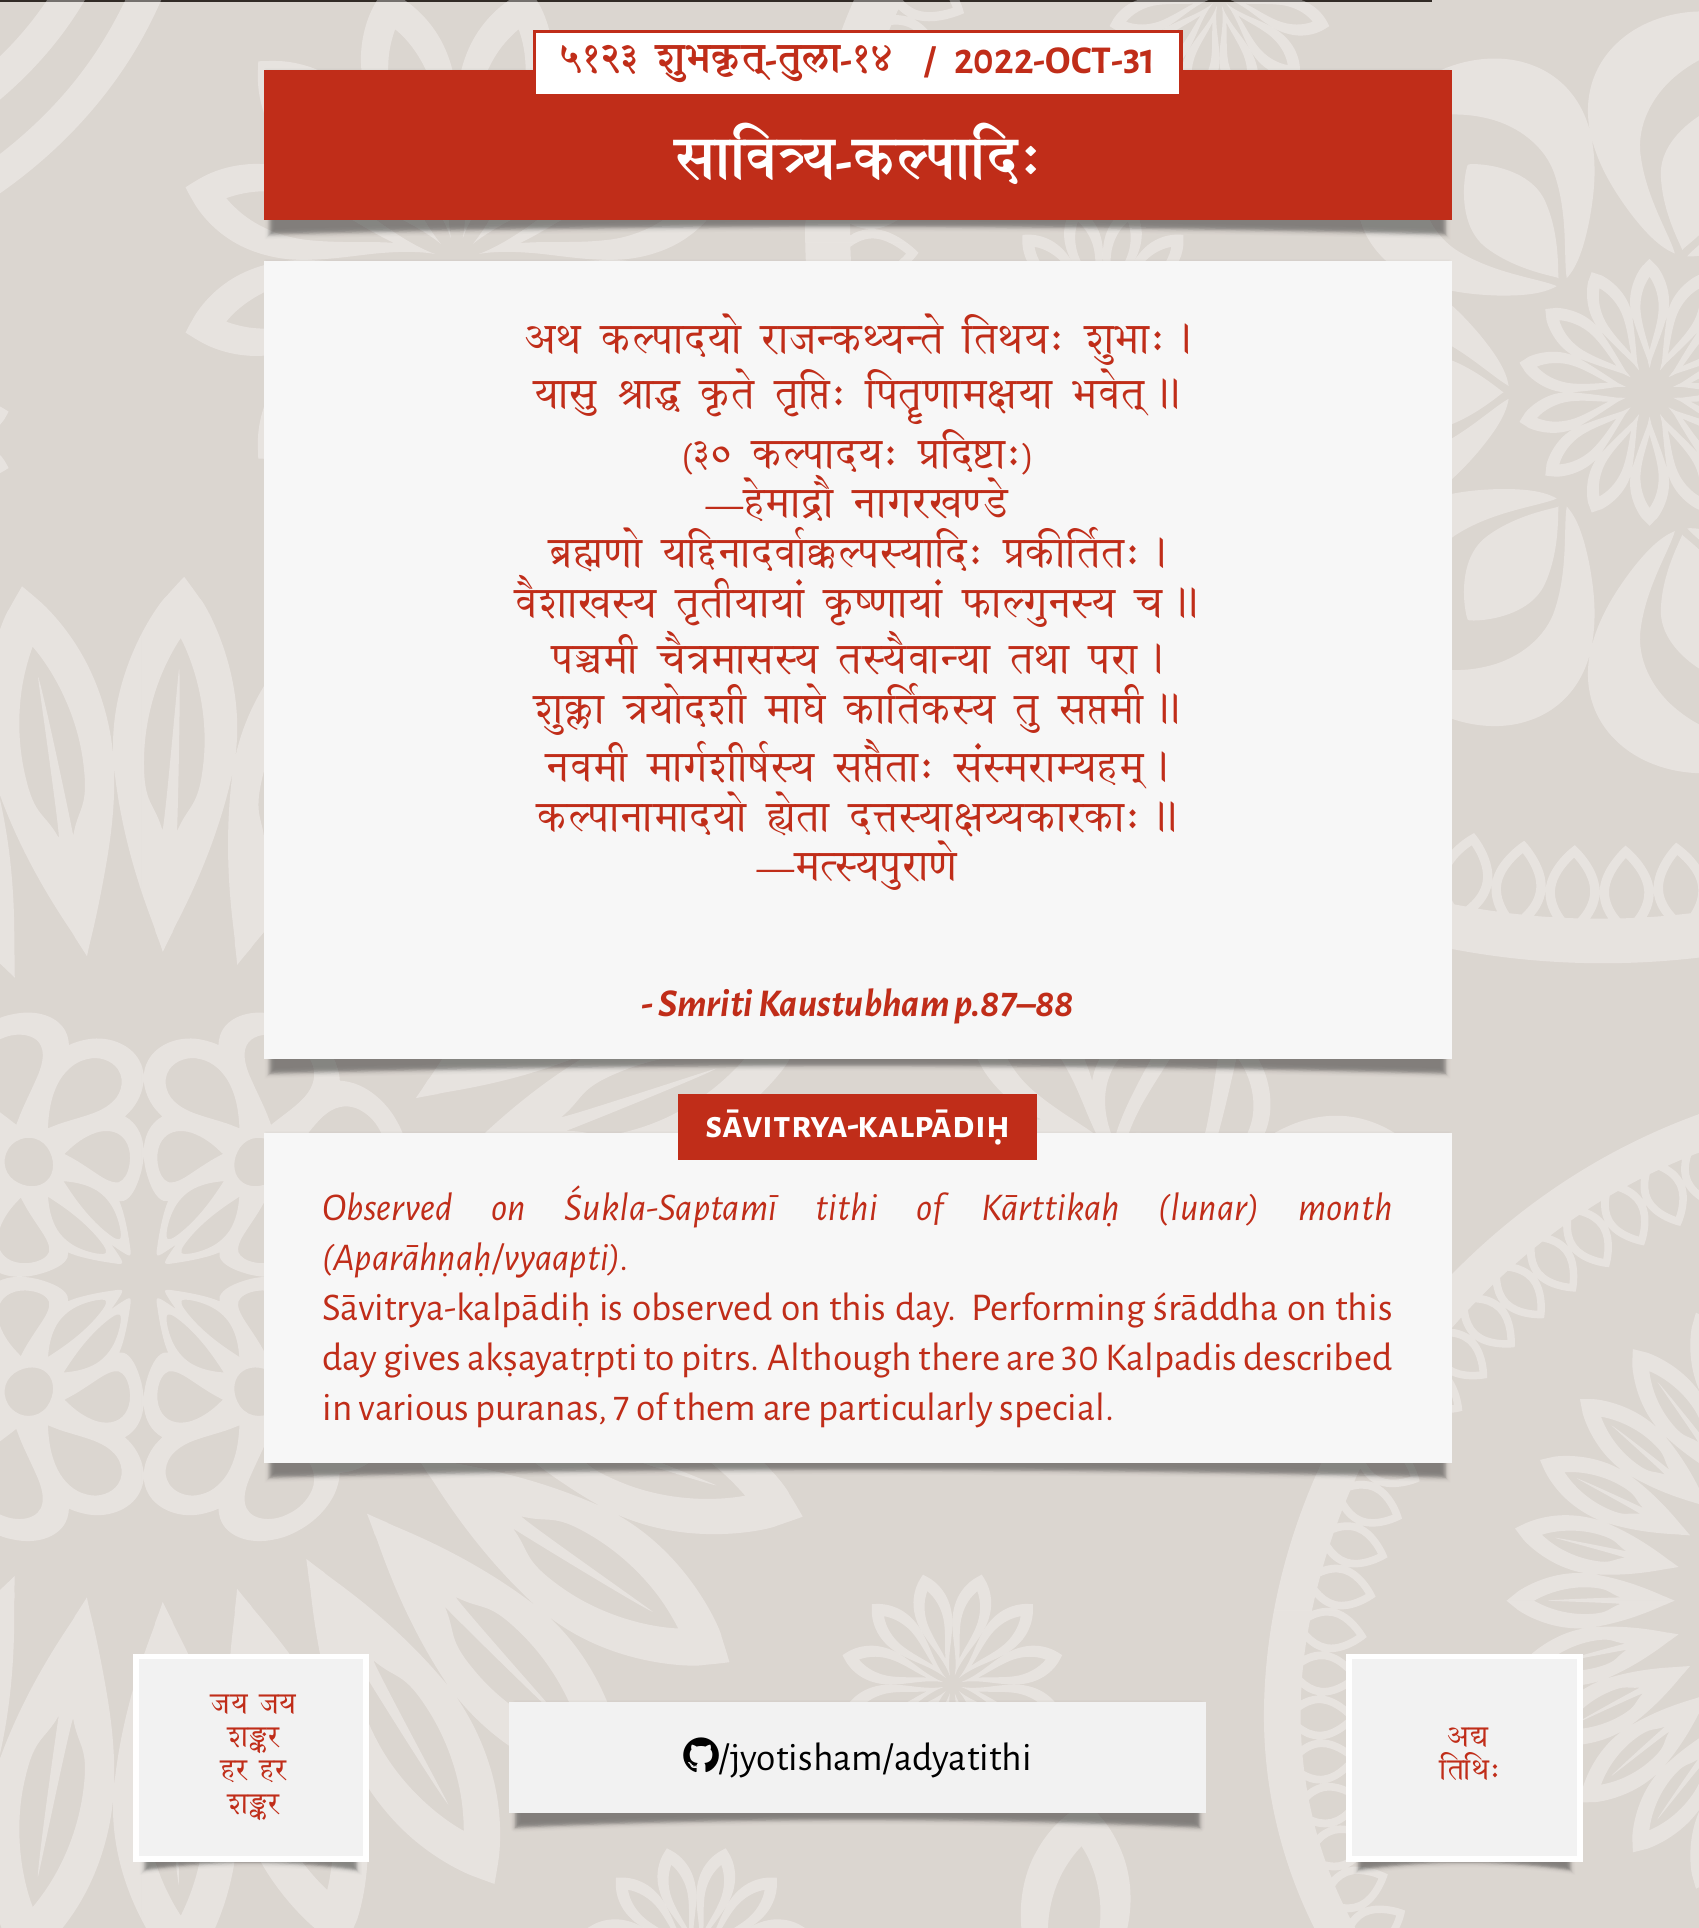 ५१२३ शुभकृत्-तुला-१४ / 2022-OCT-31
सावित्र्य-कल्पादिः
अथ कल्पादयो राजन्कथ्यन्ते तिथयः शुभाः ।
यासु श्राद्धे कृते तृप्तिः पितॄणामक्षया भवेत् ॥
(३० कल्पादयः प्रदिष्टाः)
—हेमाद्रौ नागरखण्डे
ब्रह्मणो यद्दिनादर्वाक्कल्पस्यादिः प्रकीर्तितः ।
वैशाखस्य तृतीयायां कृष्णायां फाल्गुनस्य च ॥
पञ्चमी चैत्रमासस्य तस्यैवान्या तथा परा ।
शुक्ला त्रयोदशी माघे कार्तिकस्य तु सप्तमी ॥
नवमी मार्गशीर्षस्य सप्तैताः संस्मराम्यहम् ।
कल्पानामादयो ह्येता दत्तस्याक्षय्यकारकाः ॥
—मत्स्यपुराणे
- Smriti Kaustubham p.87–88
SĀVITRYA-KALPĀDIḤ
Observed on Śukla-Saptamī tithi of Kārttikaḥ (lunar) month
(Aparāhṇaḥ/vyaapti).
Sāvitrya-kalpādiḥ is observed on this day. Performing śrāddha on this
day gives akṣayatṛpti to pitrs. Although there are 30 Kalpadis described
in various puranas, 7 of them are particularly special.
जय जय
शङ्कर
हर हर
शङ्कर
/jyotisham/adyatithi
अद्य
तिथिः